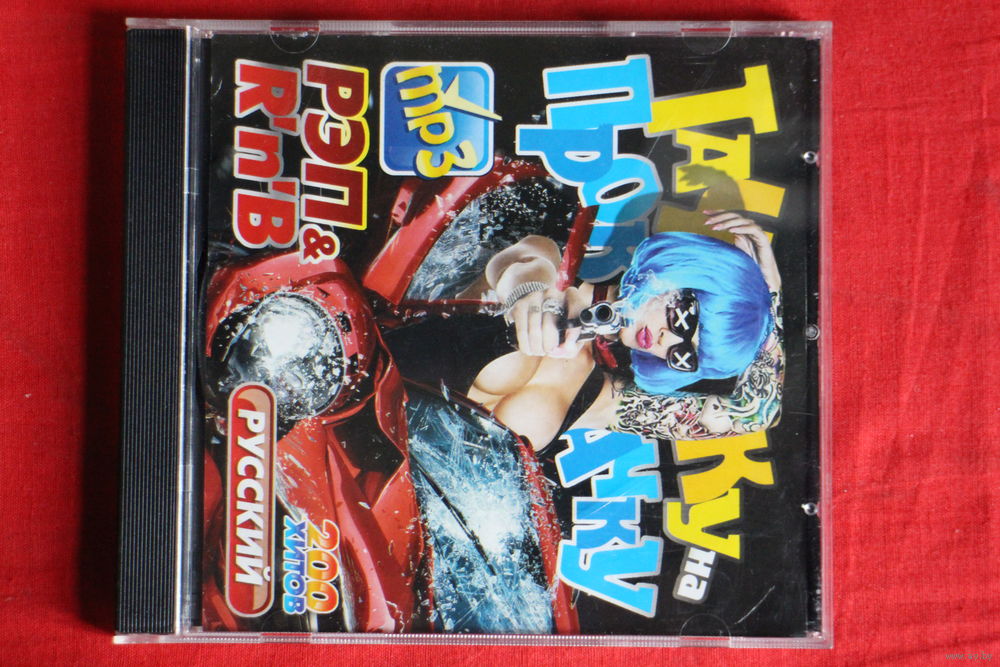 Тачку на
Прокачку
mp3
РЭП &
R'n'B
200
ХИТОВ
РУССКИЙ